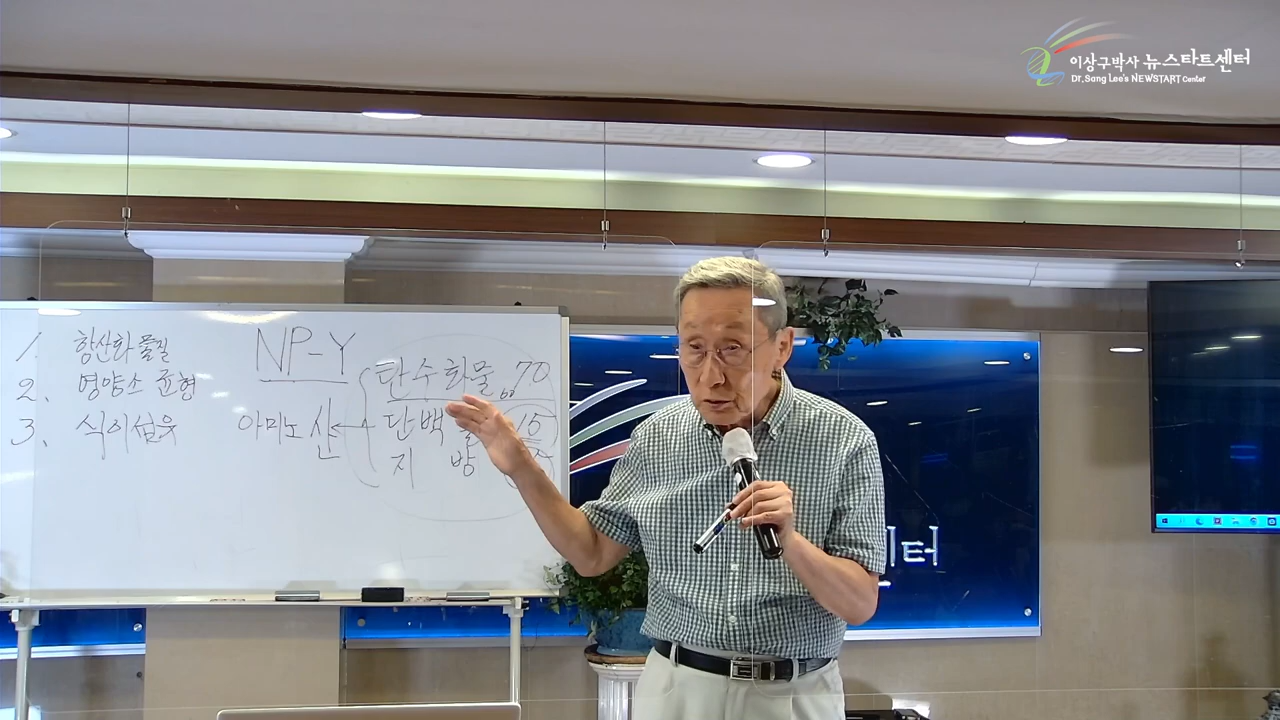 이상구박사 뉴스타트센터
Dr. Sang Lee's NEWSTART Center
1. 항산화 물질
2. 영양소 균형
3. 식이섬유
NP-Y
탄수화물 60 70
아미노산 ← 단백 15
지방
터